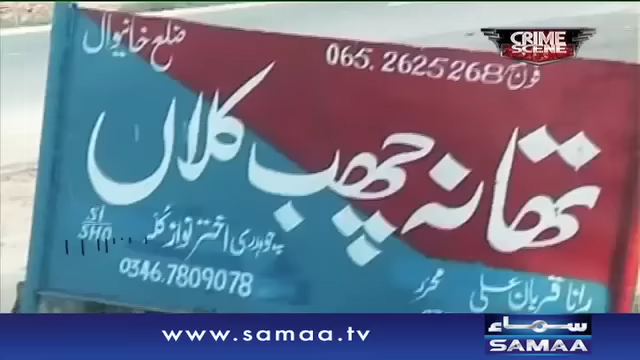 ضلع خانیوال
CRIME SCENE
فون 065.2625268
تھانہ چھب کلاں
SI/SHO
چوہدری اختر نواز
0346.7809078
محرر
رانا قربان علی
www.samaa.tv
سماء
SAMAA